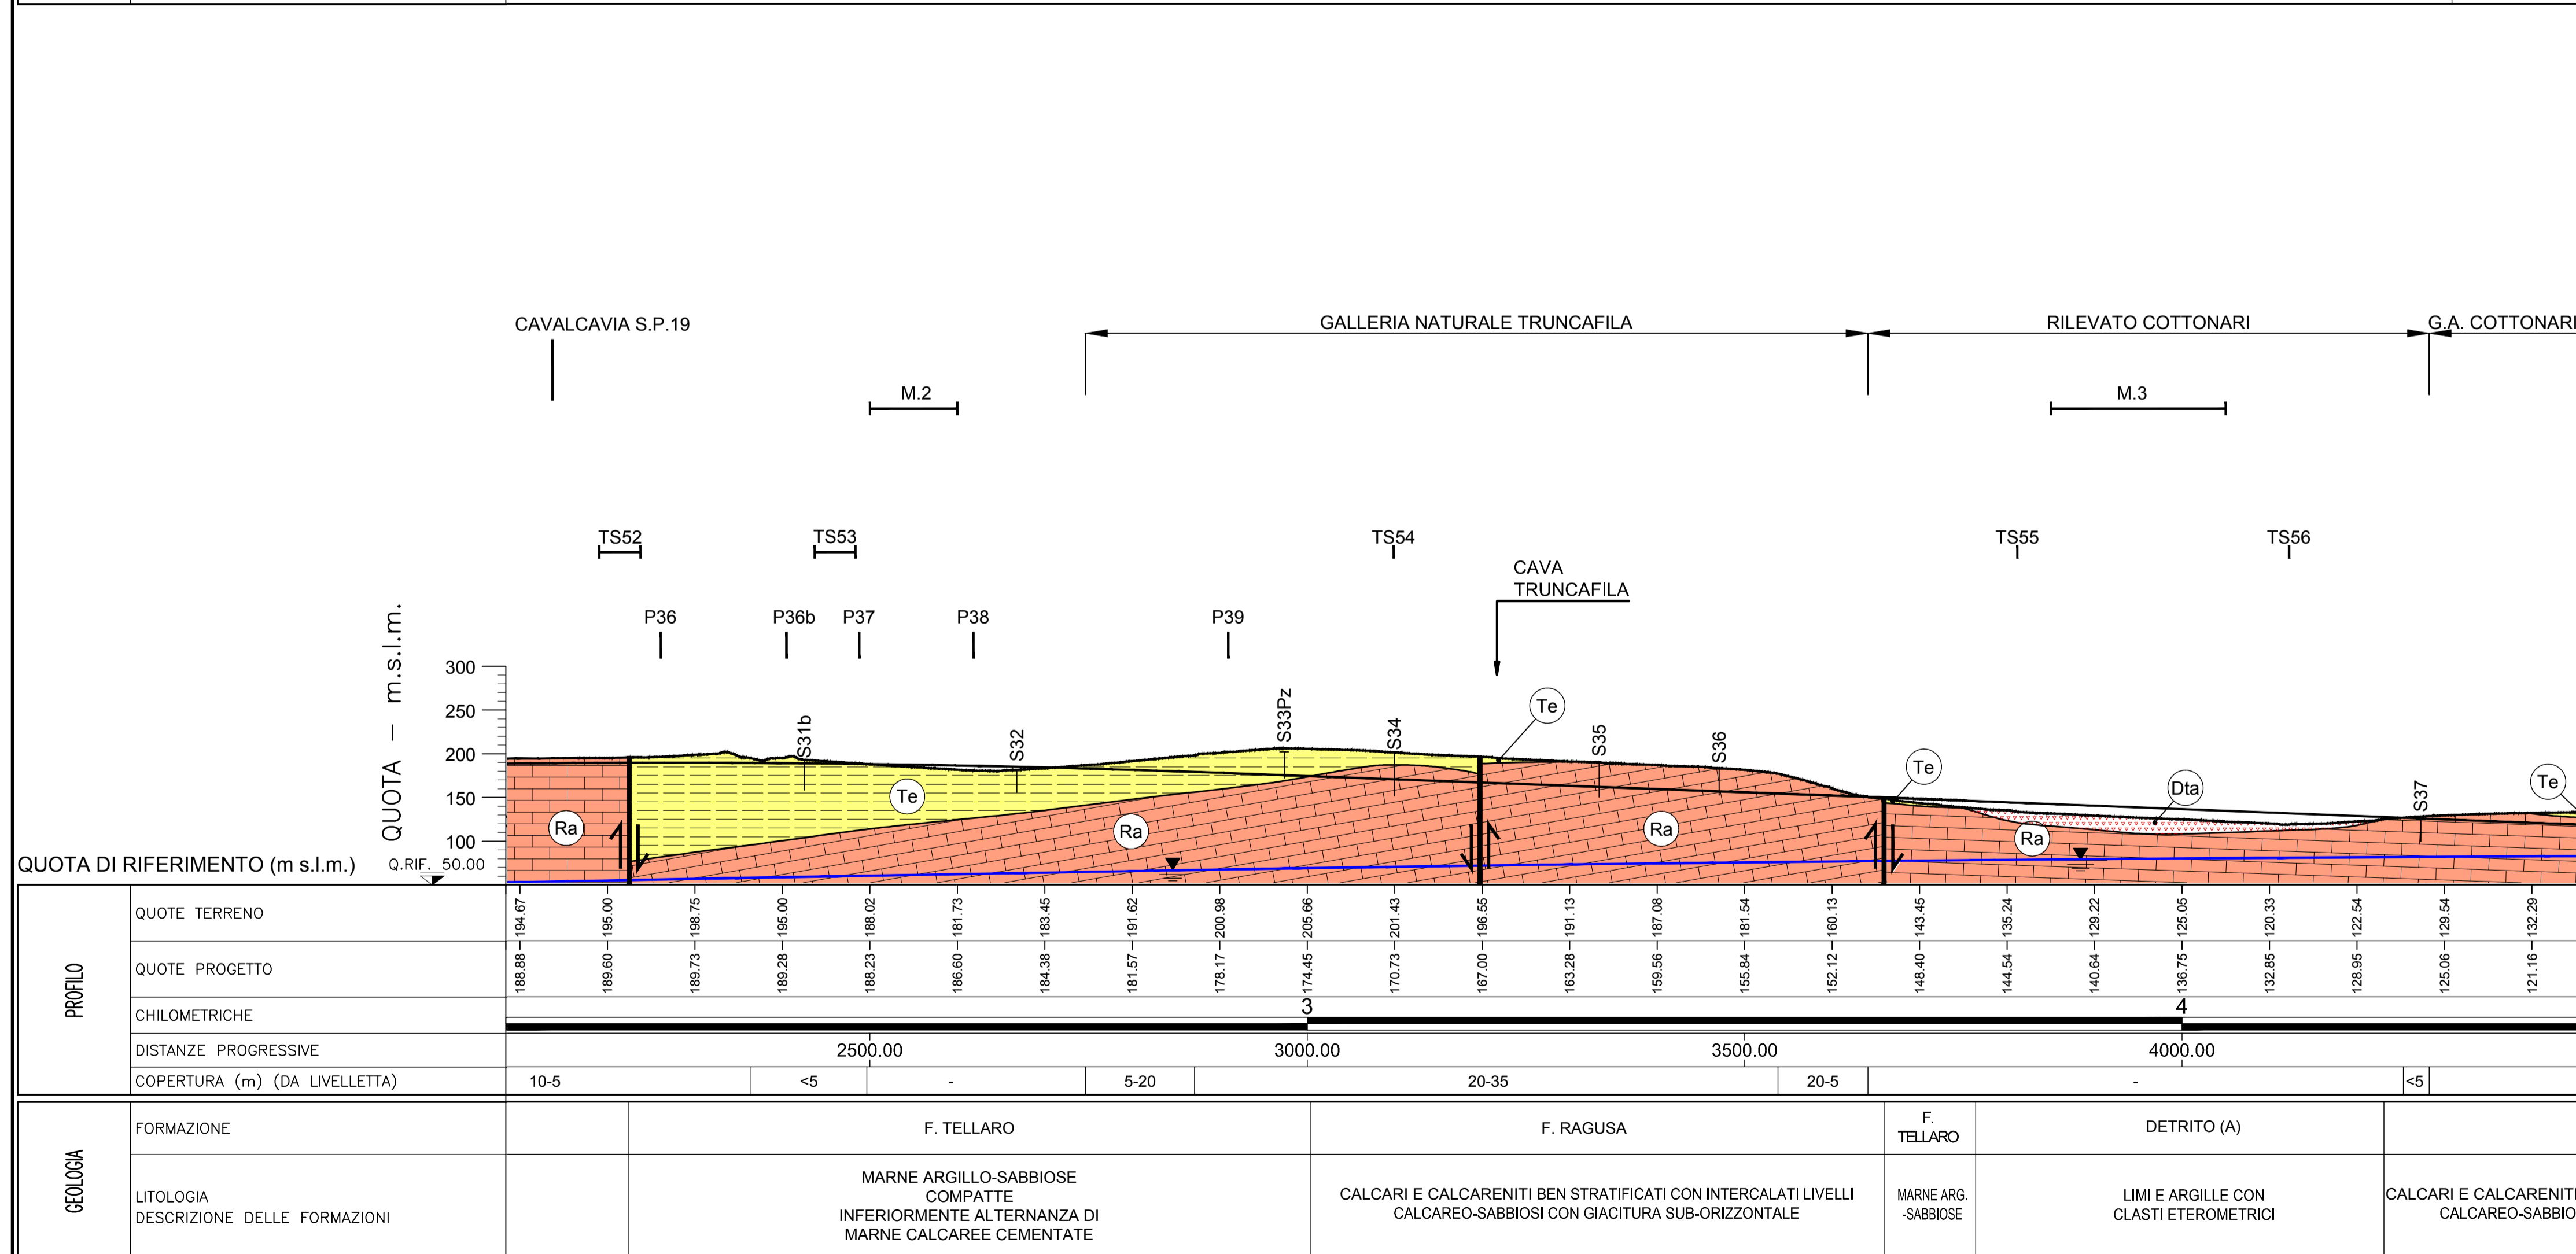 CAVALCAVIA S.P.19
GALLERIA NATURALE TRUNCAFILA
RILEVATO COTTONARI
G.A. COTTONARI
M.2
M.3
TS52
TS53
TS54
TS55
TS56
CAVA
TRUNCAFILA
P36
P36b
P37
P38
P39
QUOTA – m.s.l.m.
300
250
200
150
100
S31b
S32
S33Pz
S34
S35
S36
S37
Te
Te
Te
Te
Dta
Ra
Ra
Ra
Ra
QUOTA DI RIFERIMENTO (m s.l.m.)
Q.RIF. 50.00
PROFILO
QUOTE TERRENO
194.67 195.00 198.75 195.00 188.02 181.73 183.45 191.62 200.98 205.66 201.43 196.55 191.13 187.08 181.54 160.13 143.45 135.24 129.22 125.05 120.33 122.54 129.54 132.29
QUOTE PROGETTO
188.88 189.60 189.73 189.28 188.23 186.60 184.38 181.57 178.17 174.45 170.73 167.00 163.28 159.56 155.84 152.12 148.40 144.54 140.64 136.75 132.85 128.95 125.06 121.16
CHILOMETRICHE
3 4
DISTANZE PROGRESSIVE
2500.00 3000.00 3500.00 4000.00
COPERTURA (m) (DA LIVELLETTA)
10-5 <5 - 5-20 20-35 20-5 - <5
GEOLOGIA
FORMAZIONE
F. TELLARO
F. RAGUSA
F.
TELLARO
DETRITO (A)
LITOLOGIA
DESCRIZIONE DELLE FORMAZIONI
MARNE ARGILLO-SABBIOSE
COMPATTE
INFERIORMENTE ALTERNANZA DI
MARNE CALCAREE CEMENTATE
CALCARI E CALCARENITI BEN STRATIFICATI CON INTERCALATI LIVELLI
CALCAREO-SABBIOSI CON GIACITURA SUB-ORIZZONTALE
MARNE ARG.
-SABBIOSE
LIMI E ARGILLE CON
CLASTI ETEROMETRICI
CALCARI E CALCARENITI
CALCAREO-SABBIO